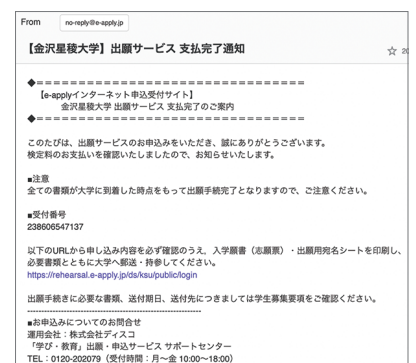 From no-reply@e-apply.jp
【金沢星稜大学】出願サービス 支払完了通知
☆ 20
◆＝＝＝＝＝＝＝＝＝＝＝＝＝＝＝＝＝＝＝＝＝＝＝＝＝＝＝＝＝＝
【e-applyインターネット申込受付サイト】
金沢星稜大学 出願サービス 支払完了のご案内
◆＝＝＝＝＝＝＝＝＝＝＝＝＝＝＝＝＝＝＝＝＝＝＝＝＝＝＝＝＝＝
このたびは、出願サービスのお申込みをいただき、誠にありがとうございます。
検定料のお支払いを確認いたしましたので、お知らせいたします。
■注意
全ての書類が大学に到着した時点をもって出願手続完了となりますので、ご注意ください。
■受付番号
238606547137
以下のURLから申し込み内容を必ず確認のうえ、入学願書（志願票）・出願用宛名シートを印刷し、
必要書類とともに大学へ郵送・持参してください。
https://rehearsal.e-apply.jp/ds/ksu/public/login
出願手続きに必要な書類、送付期日、送付先につきましては学生募集要項をご確認ください。
------------------------------------------------------------
■お申込みについてのお問合せ
運用会社：株式会社ディスコ
「学び・教育」出願・申込サービス サポートセンター
TEL：0120-202079（受付時間：月～金 10:00～18:00）